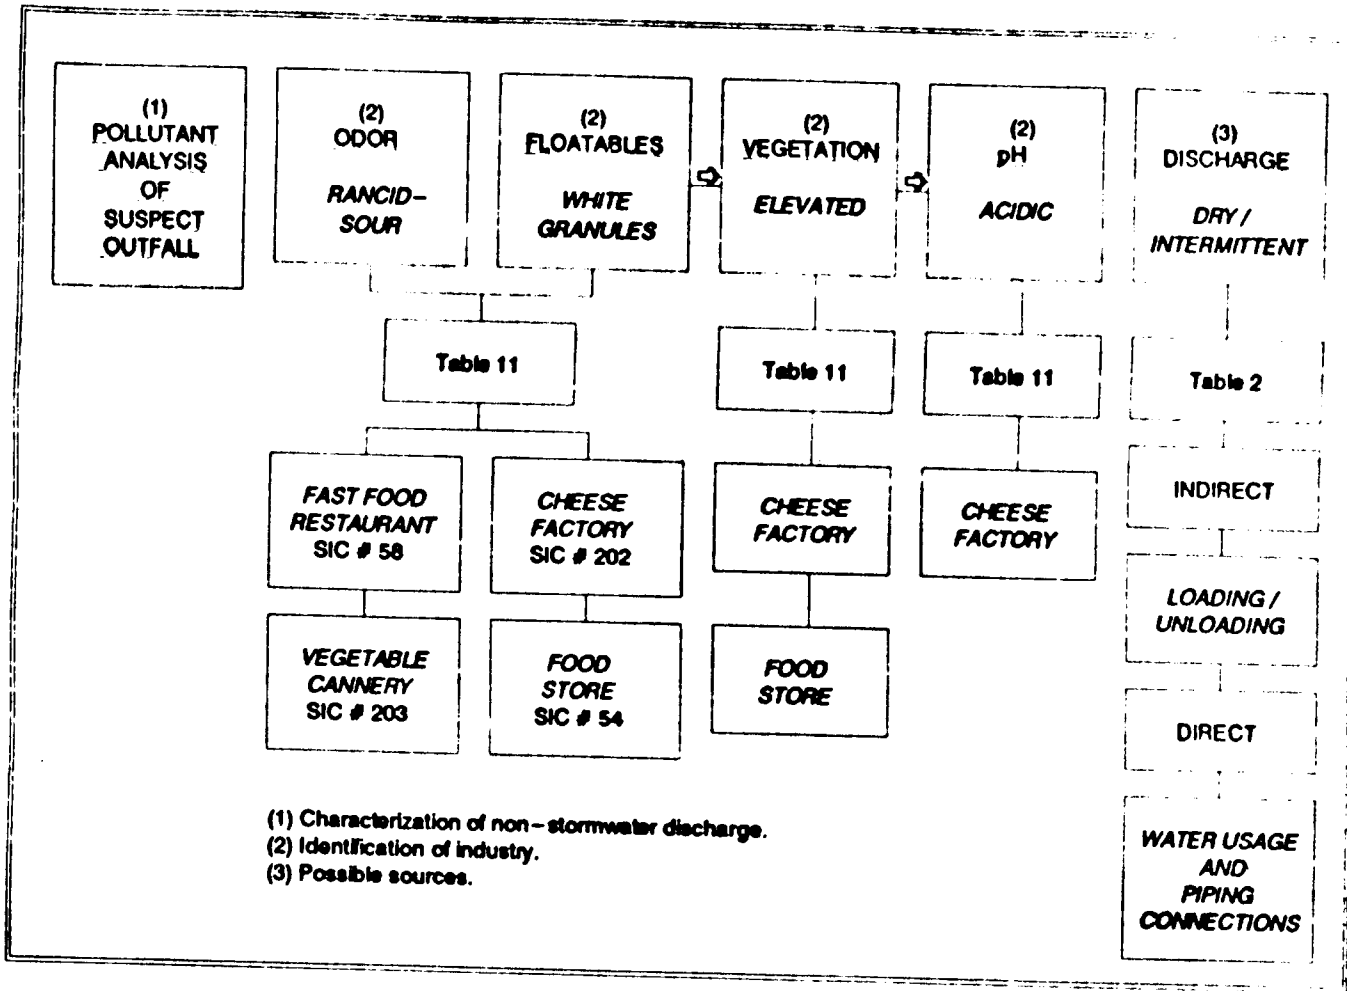 (1)
POLLUTANT
ANALYSIS
OF
SUSPECT
OUTFALL
(2)
ODOR
RANCID-
SOUR
(2)
FLOATABLES
WHITE
GRANULES
(2)
VEGETATION
ELEVATED
(2)
pH
ACIDIC
(3)
DISCHARGE
DRY /
INTERMITTENT
Table 11
Table 11
Table 11
Table 2
FAST FOOD
RESTAURANT
SIC # 58
CHEESE
FACTORY
SIC # 202
CHEESE
FACTORY
CHEESE
FACTORY
INDIRECT
LOADING /
UNLOADING
VEGETABLE
CANNERY
SIC # 203
FOOD
STORE
SIC # 54
FOOD
STORE
DIRECT
WATER USAGE
AND
PIPING
CONNECTIONS
(1) Characterization of non-stormwater discharge.
(2) Identification of industry.
(3) Possible sources.